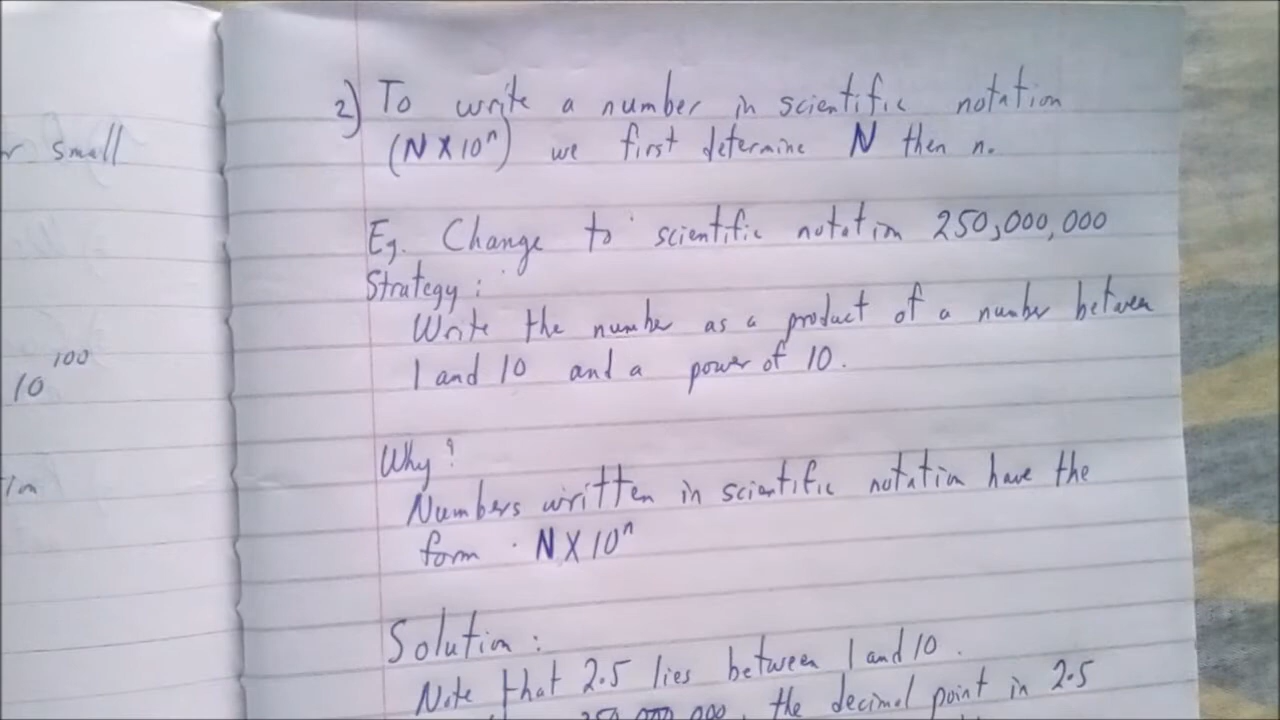 r small
10^100
2) To write a number in scientific notation
(N X 10^n) we first determine N then n.
Eg. Change to scientific notation 250,000,000
Strategy:
Write the number as a product of a number between
1 and 10 and a power of 10.
Why?
Numbers written in scientific notation have the
form N X 10^n
Solution:
Note that 2.5 lies between 1 and 10.
250 000 000, the decimal point in 2.5